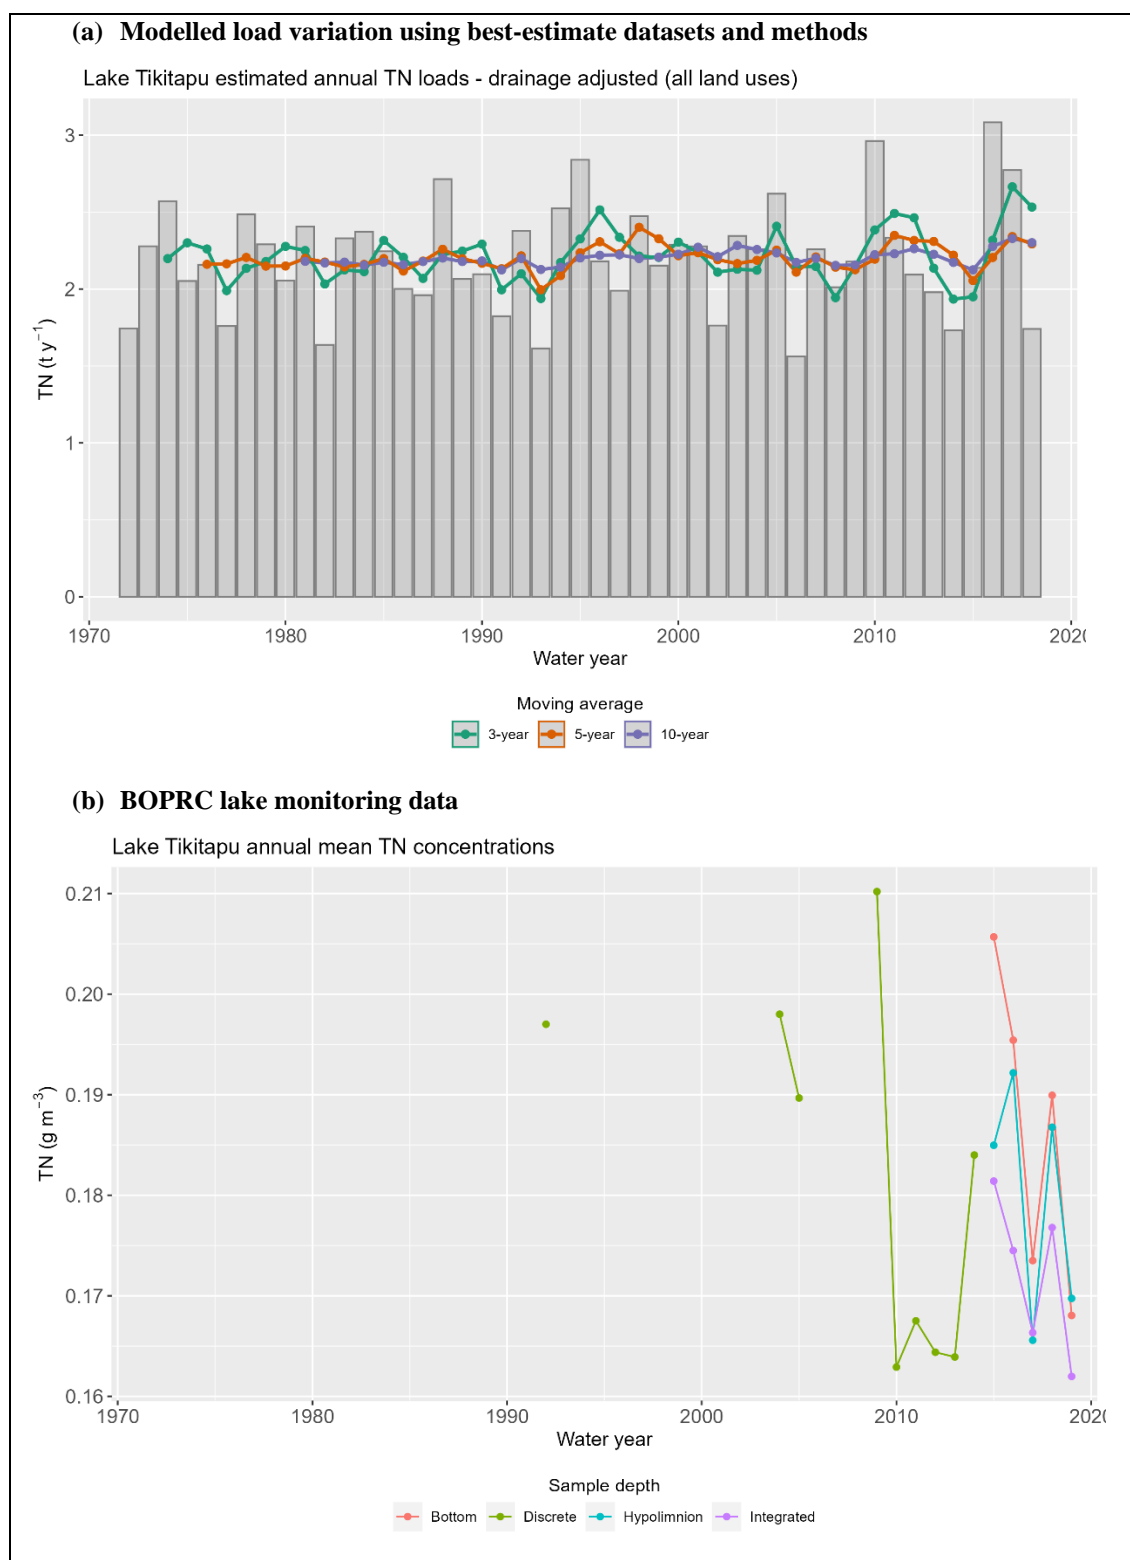 (a) Modelled load variation using best-estimate datasets and methods
Lake Tikitapu estimated annual TN loads - drainage adjusted (all land uses)
3
2
1
0
TN (t y⁻¹)
1970 1980 1990 2000 2010 2020
Water year
Moving average
3-year 5-year 10-year
(b) BOPRC lake monitoring data
Lake Tikitapu annual mean TN concentrations
0.21
0.20
0.19
0.18
0.17
0.16
TN (g m⁻³)
1970 1980 1990 2000 2010 2020
Water year
Sample depth
Bottom Discrete Hypolimnion Integrated